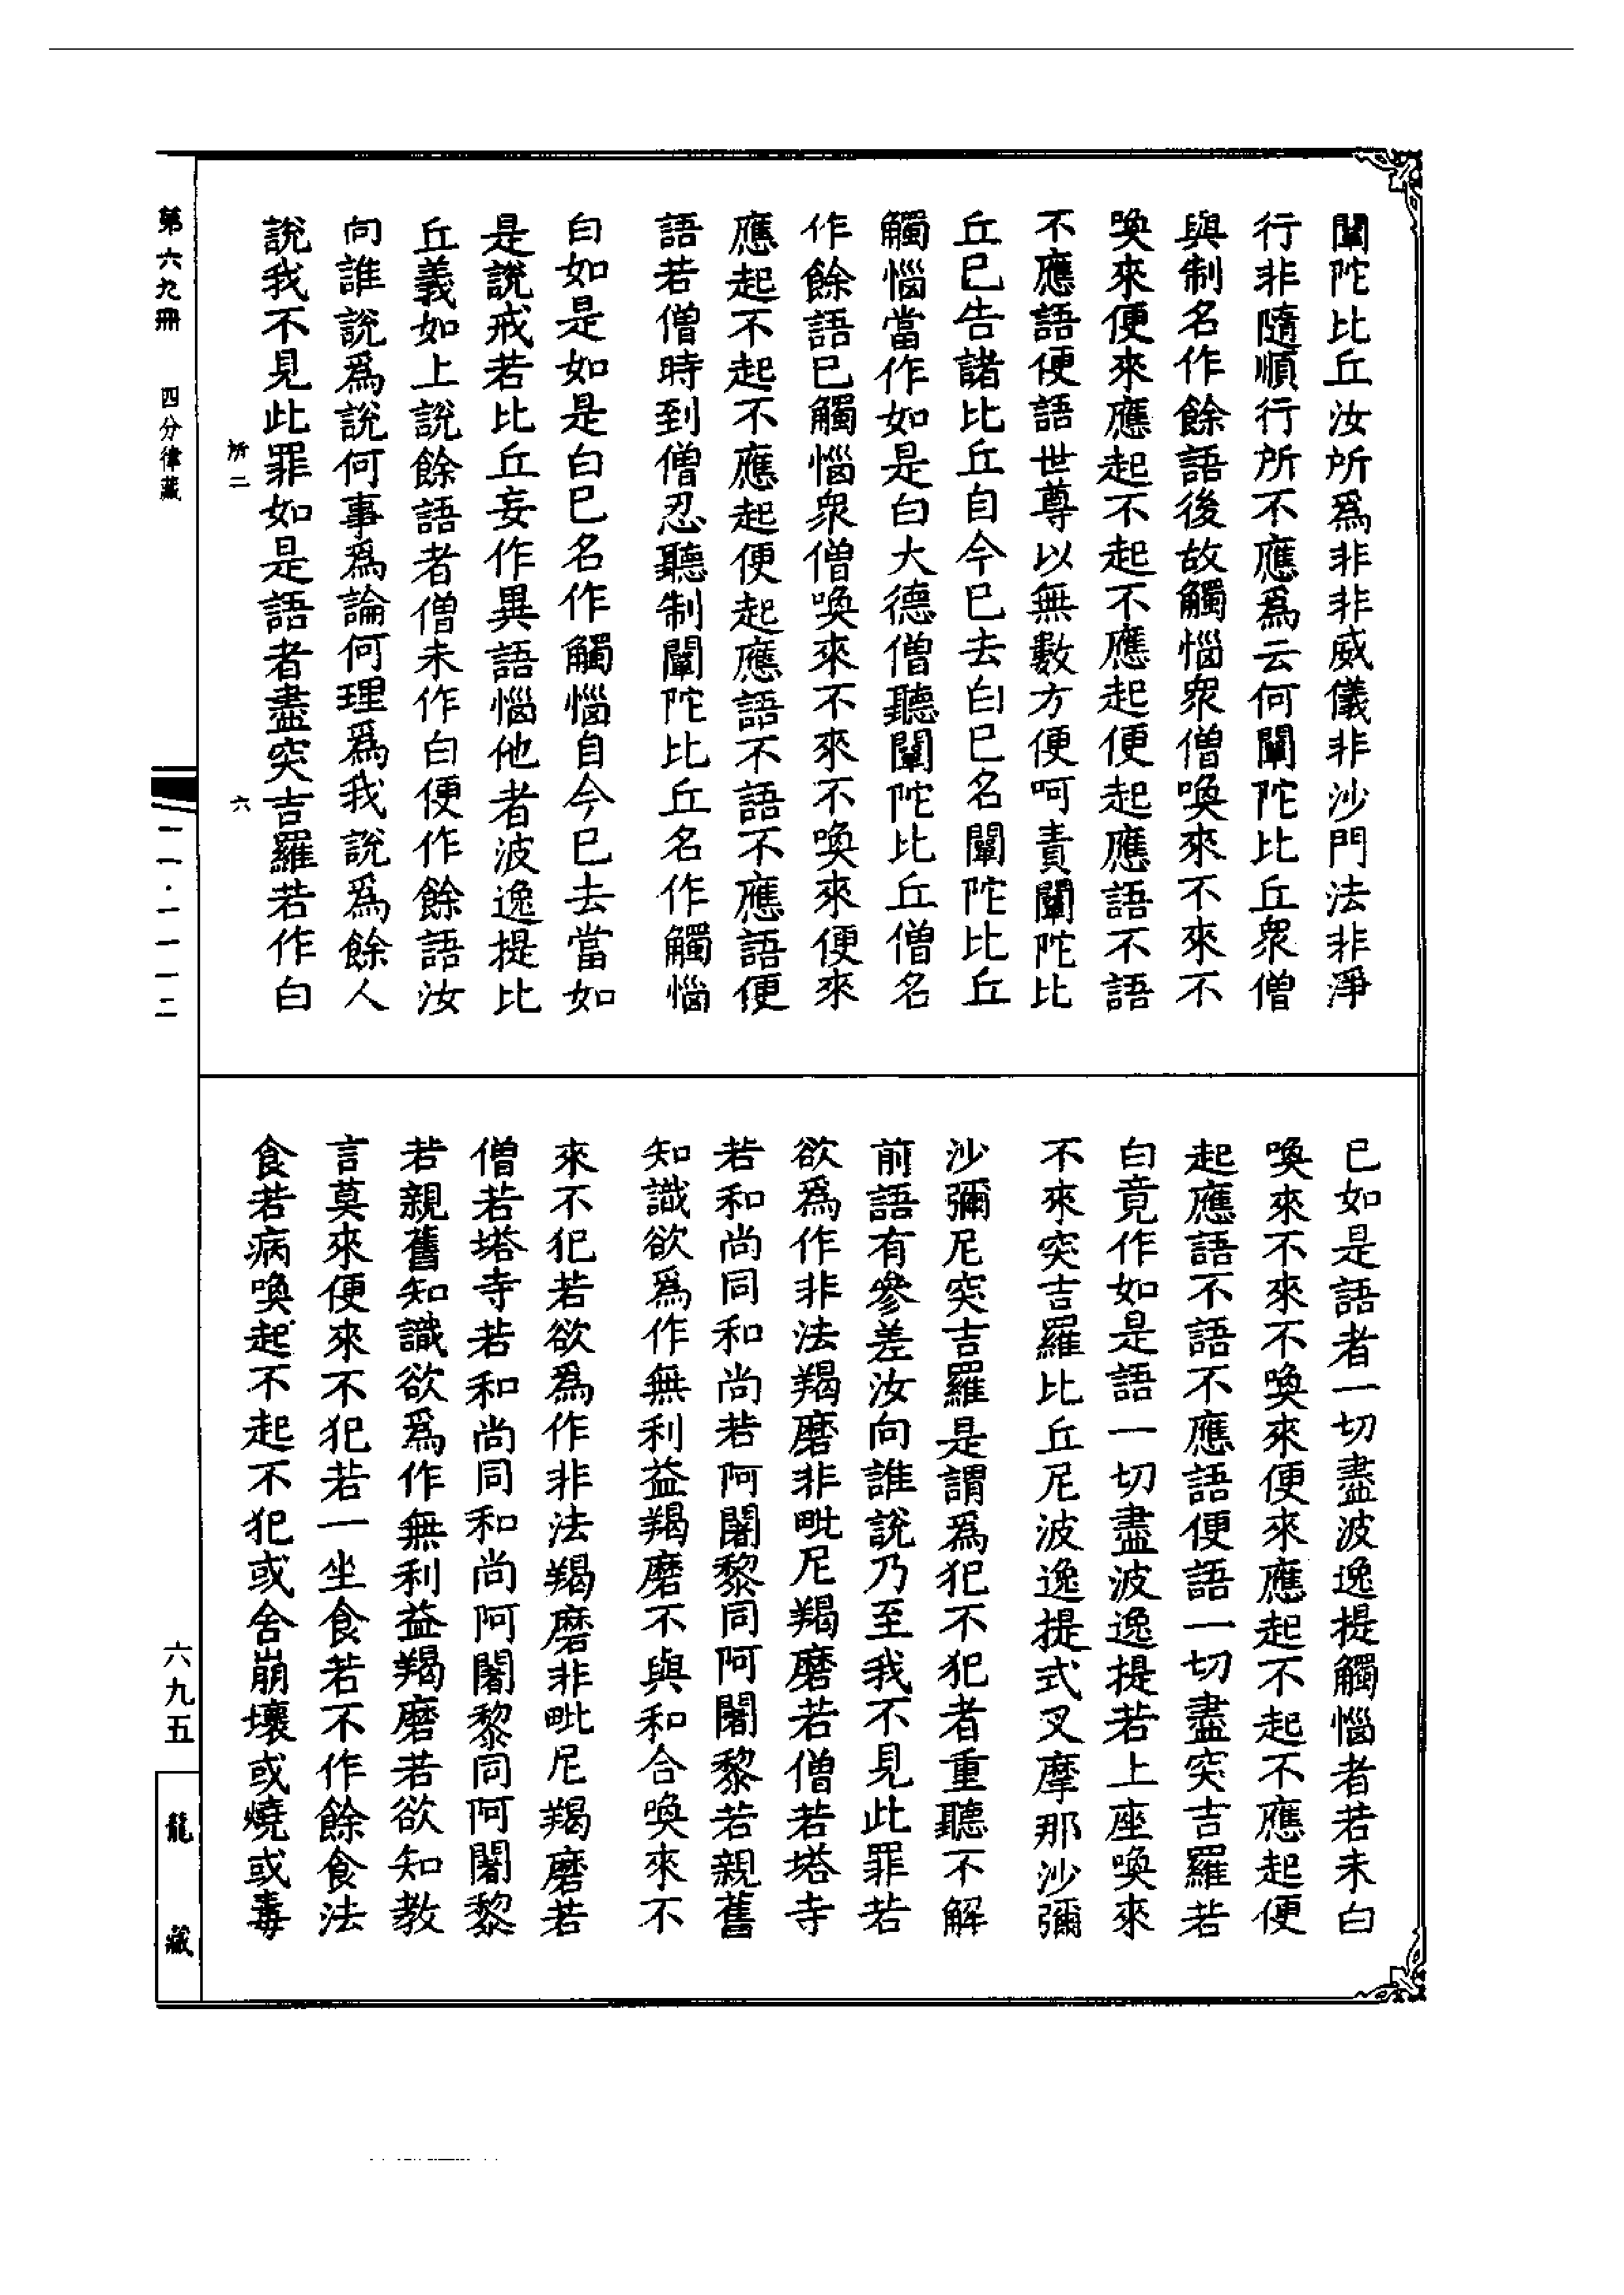 闡陀比丘汝所爲非非威儀非沙門法非淨
行非隨順行所不應爲云何闡陀比丘衆僧
與制名作餘語後故觸惱衆僧喚來不來不
喚來便來應起不起不應起便起應語不語
不應語便語世尊以無數方便呵責闡陀比
丘已告諸比丘自今已去白已名闡陀比丘
觸惱當作如是白大德僧聽闡陀比丘僧名
作餘語已觸惱衆僧喚來不來不喚來便來
應起不起不應起便起應語不語不應語便
語若僧時到僧忍聽制闡陀比丘名作觸惱
白如是如是白已名作觸惱自今已去當如
是說戒若比丘妄作異語惱他者波逸提比
丘義如上說餘語者僧未作白便作餘語汝
向誰說爲說何事爲論何理爲我說爲餘人
說我不見此罪如是語者盡突吉羅若作白
已如是語者一切盡波逸提觸惱者若未白
喚來不來不喚來便來應起不起不應起便
起應語不語不應語便語一切盡突吉羅若
白竟作如是語一切盡波逸提若上座喚來
不來突吉羅比丘尼波逸提式叉摩那沙彌
沙彌尼突吉羅是謂爲犯不犯者重聽不解
前語有參差汝向誰說乃至我不見此罪若
欲爲作非法羯磨非毗尼羯磨若僧若塔寺
若和尚同和尚若阿闍黎同阿闍黎若親舊
知識欲爲作無利益羯磨不與和合喚來不
來不犯若欲爲作非法羯磨非毗尼羯磨若
僧若塔寺若和尚同和尚阿闍黎同阿闍黎
若親舊知識欲爲作無利益羯磨若欲知教
言莫來便來不犯若一坐食若不作餘食法
食若病喚起不起不犯或舍崩壞或燒或毒
第六九冊　四分律藏
所二　六
一一·一一一二
六九五
龍藏